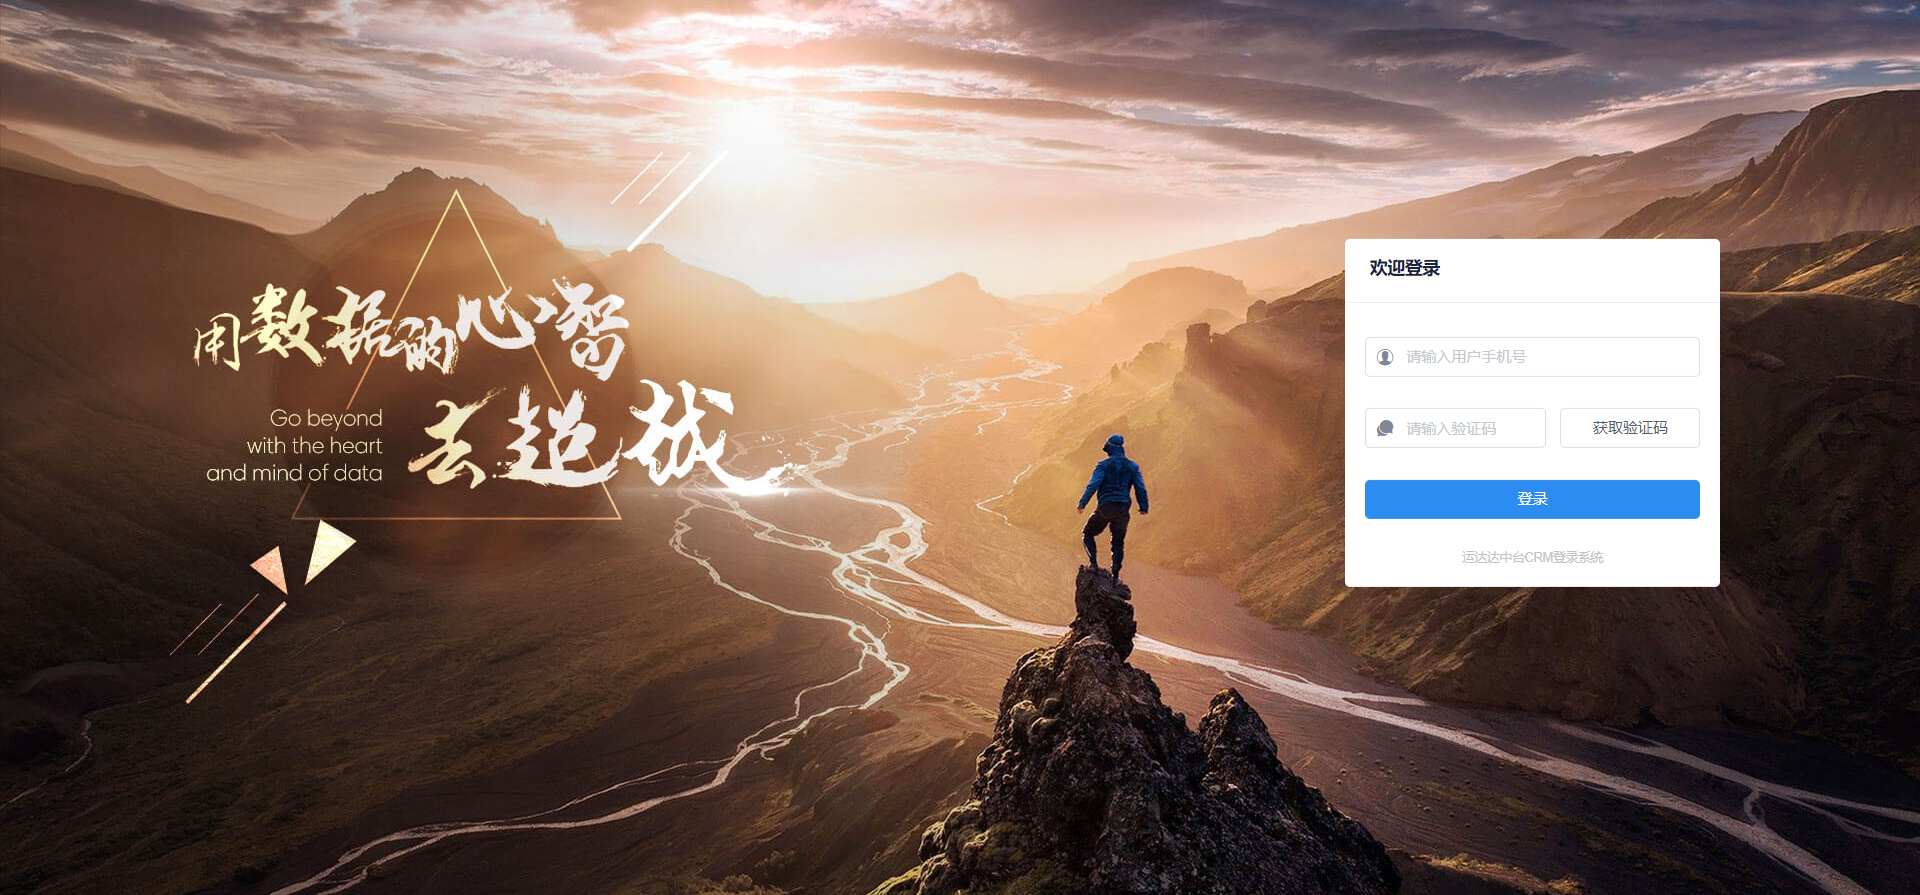 用数据的心智
去超越
Go beyond
with the heart
and mind of data
欢迎登录
请输入用户手机号
请输入验证码
获取验证码
登录
运达达中台CRM登录系统